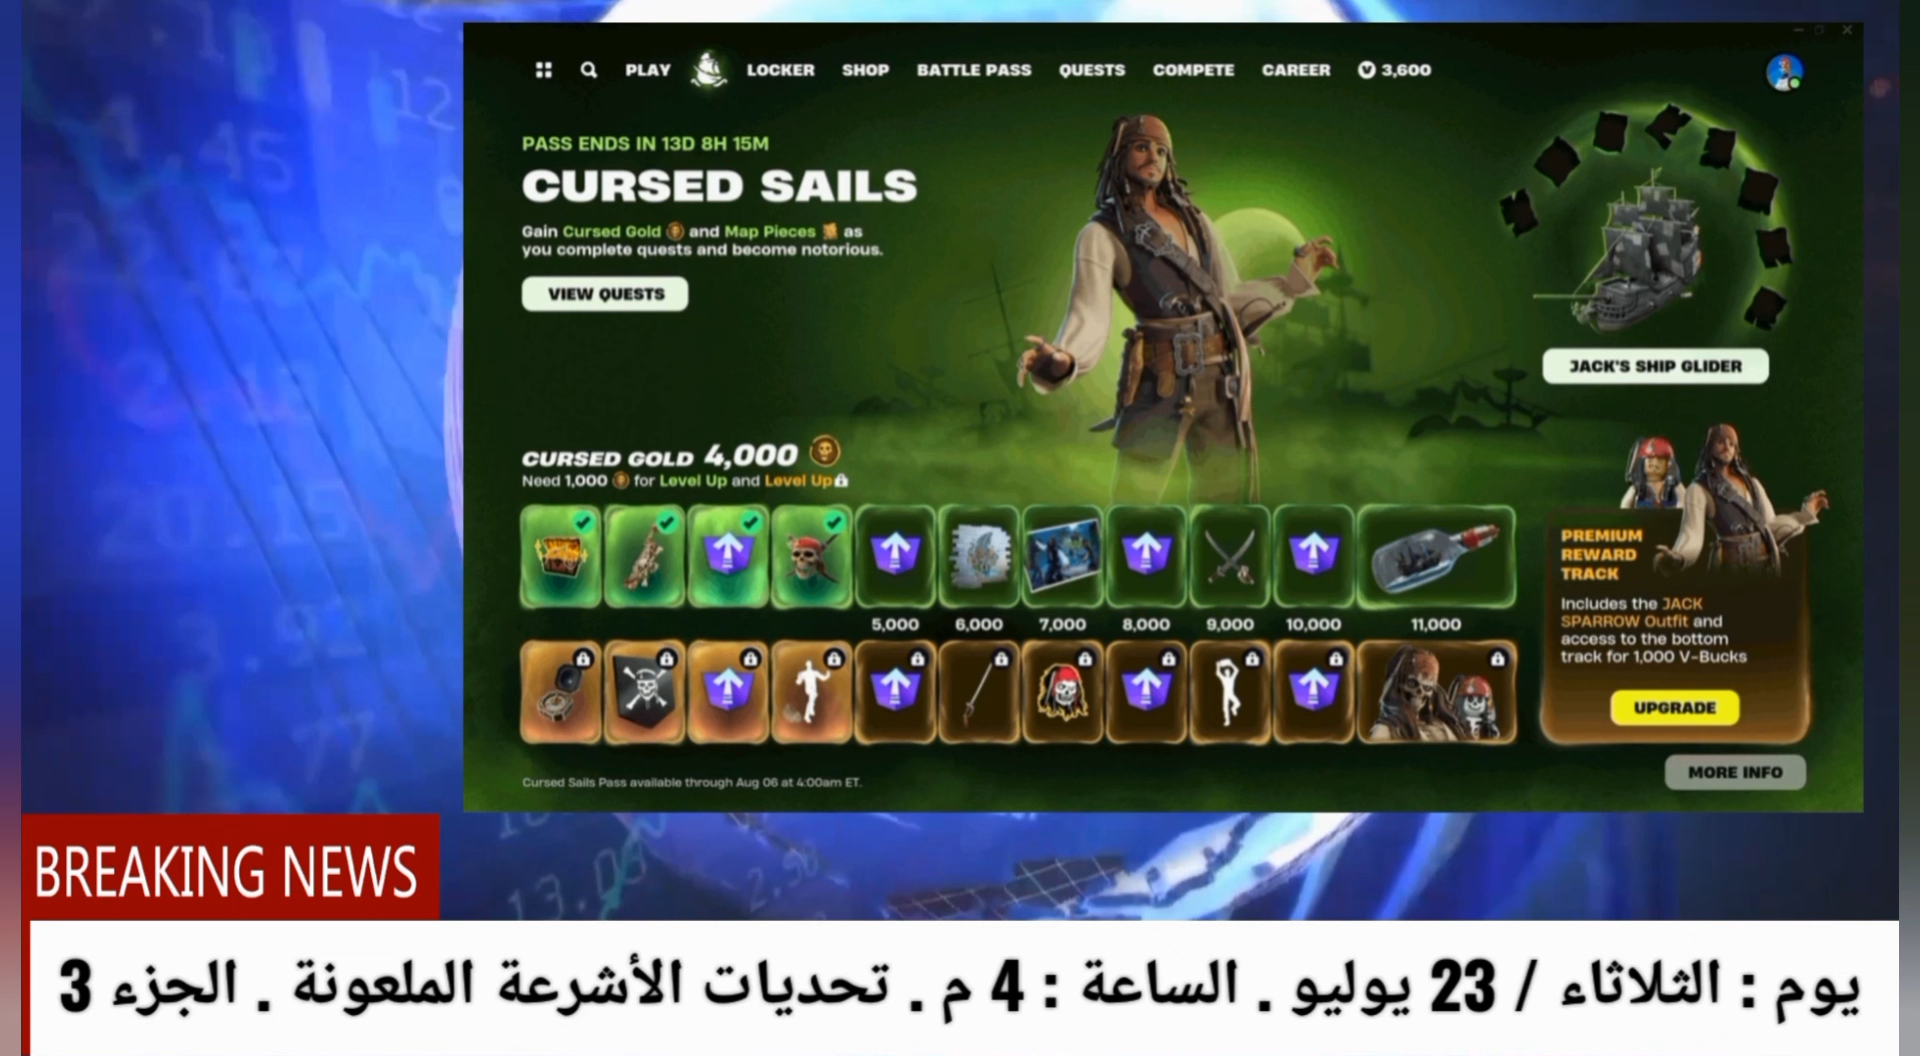 PLAY LOCKER SHOP BATTLE PASS QUESTS COMPETE CAREER 3,600
PASS ENDS IN 13D 8H 15M
CURSED SAILS
Gain Cursed Gold and Map Pieces as
you complete quests and become notorious.
VIEW QUESTS
JACK'S SHIP GLIDER
CURSED GOLD 4,000
Need 1,000 for Level Up and Level Up
5,000 6,000 7,000 8,000 9,000 10,000 11,000
PREMIUM
REWARD
TRACK
Includes the JACK
SPARROW Outfit and
access to the bottom
track for 1,000 V-Bucks
UPGRADE
MORE INFO
Cursed Sails Pass available through Aug 06 at 4:00am ET.
BREAKING NEWS
يوم : الثلاثاء / 23 يوليو . الساعة : 4 م . تحديات الأشرعة الملعونة . الجزء 3